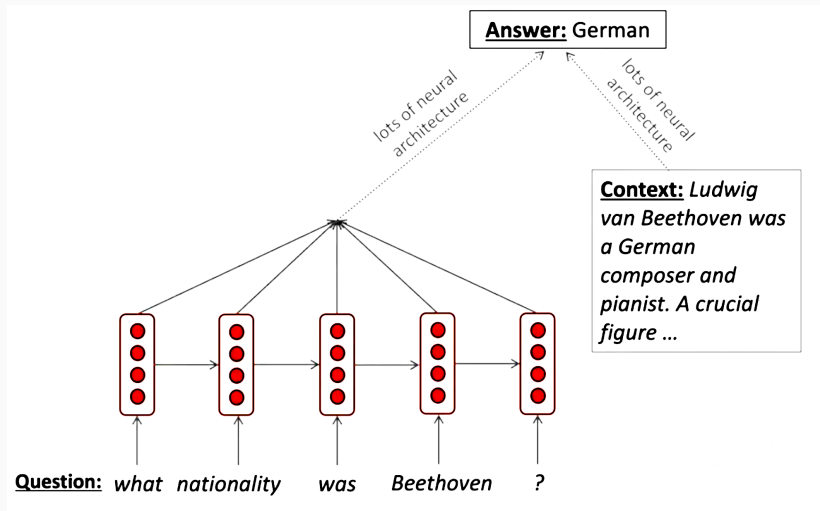 Answer: German
lots of neural
architecture
lots of neural
architecture
Context: Ludwig
van Beethoven was
a German
composer and
pianist. A crucial
figure ...
Question: what nationality was Beethoven ?